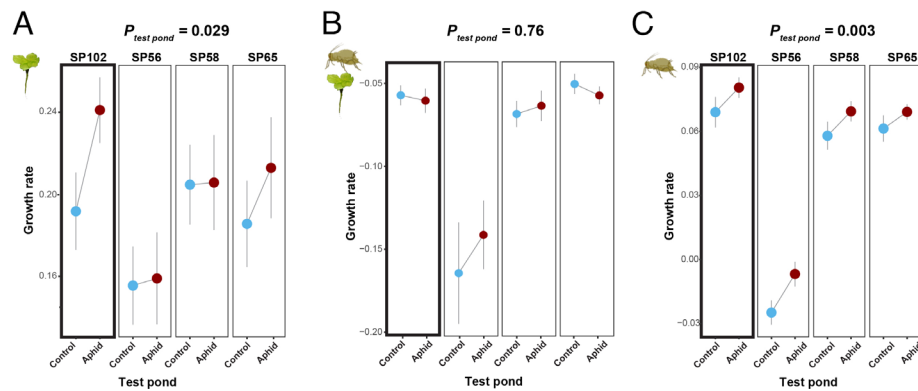 A
P test pond = 0.029
SP102 SP56 SP58 SP65
Growth rate
0.24
0.20
0.16
Control Aphid Control Aphid Control Aphid Control Aphid
Test pond
B
P test pond = 0.76
Growth rate
−0.05
−0.10
−0.15
−0.20
Control Aphid Control Aphid Control Aphid Control Aphid
Test pond
C
P test pond = 0.003
SP102 SP56 SP58 SP65
Growth rate
0.09
0.06
0.03
0.00
−0.03
Control Aphid Control Aphid Control Aphid Control Aphid
Test pond